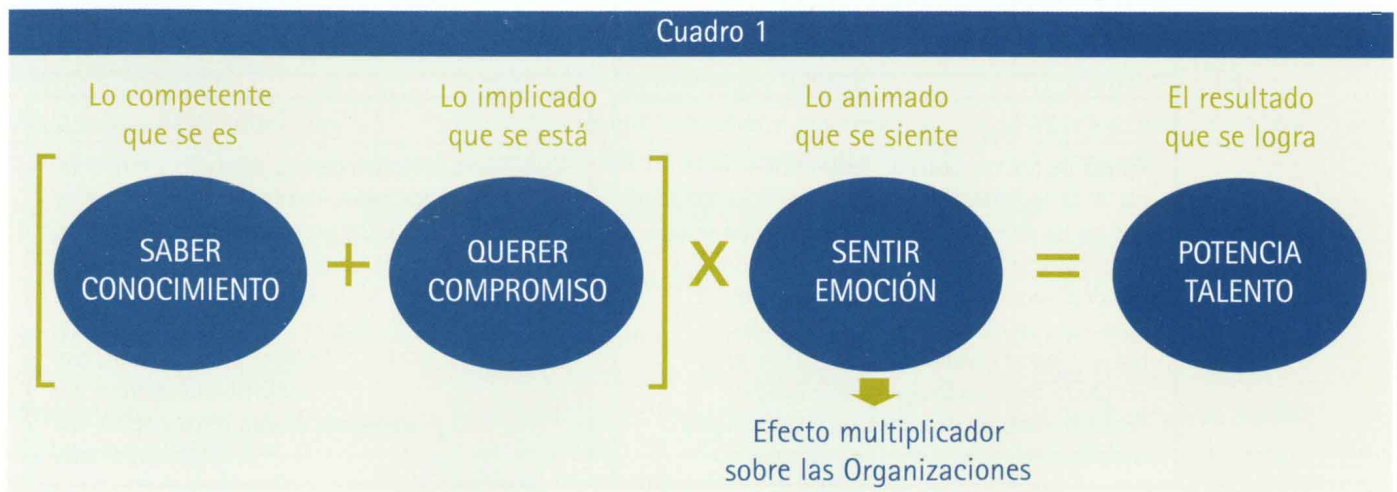 Cuadro 1
Lo competente
que se es
Lo implicado
que se está
Lo animado
que se siente
El resultado
que se logra
[
SABER
CONOCIMIENTO
+
QUERER
COMPROMISO
]
X
SENTIR
EMOCIÓN
=
POTENCIA
TALENTO
Efecto multiplicador
sobre las Organizaciones